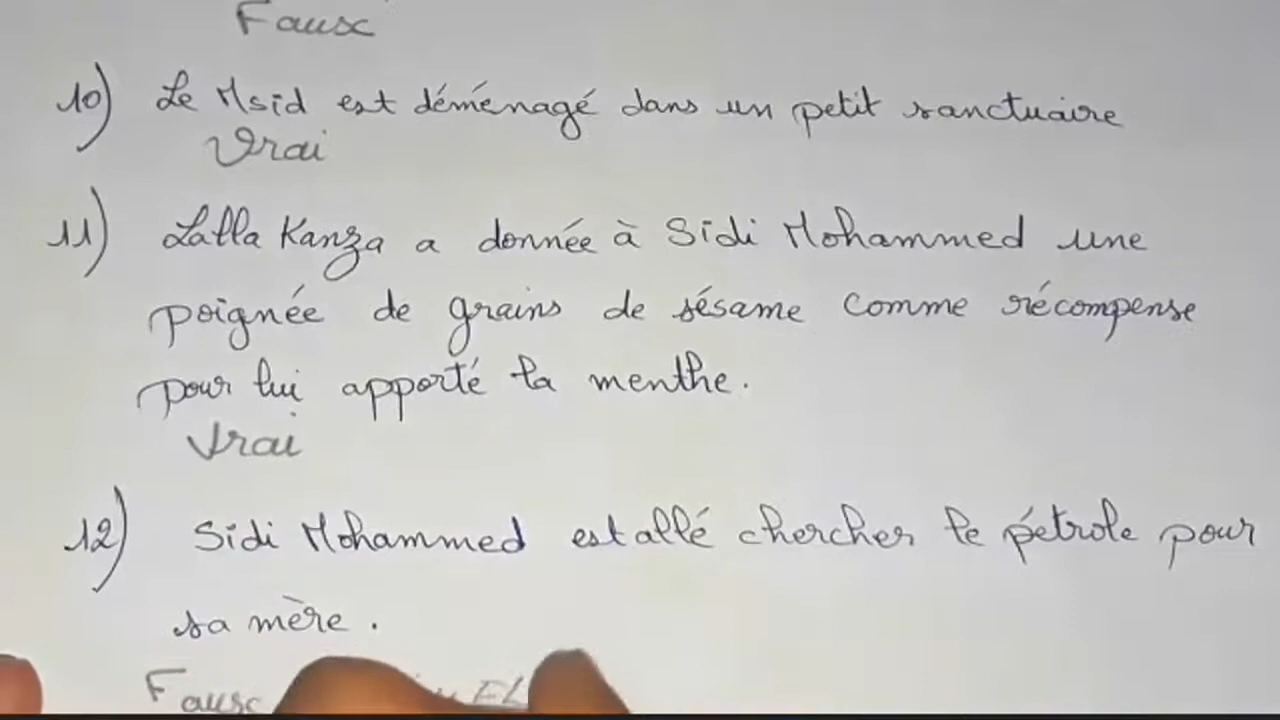 Faux
10) Le Msid est déménagé dans un petit sanctuaire
Vrai
11) Lalla Kanza a donnée à Sidi Mohammed une
poignée de grains de sésame comme récompense
pour lui apporté la menthe.
Vrai
12) Sidi Mohammed est allé chercher le pétrole pour
sa mère.
Faux